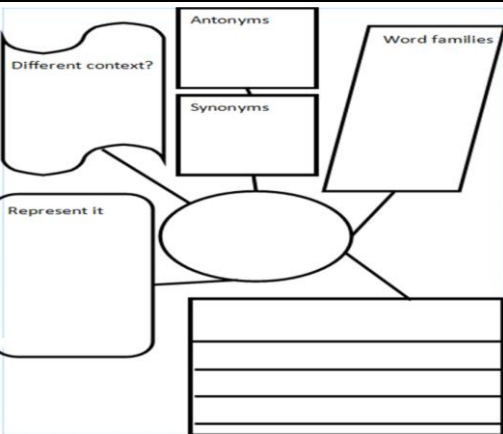 Antonyms
Different context?
Word families
Synonyms
Represent it